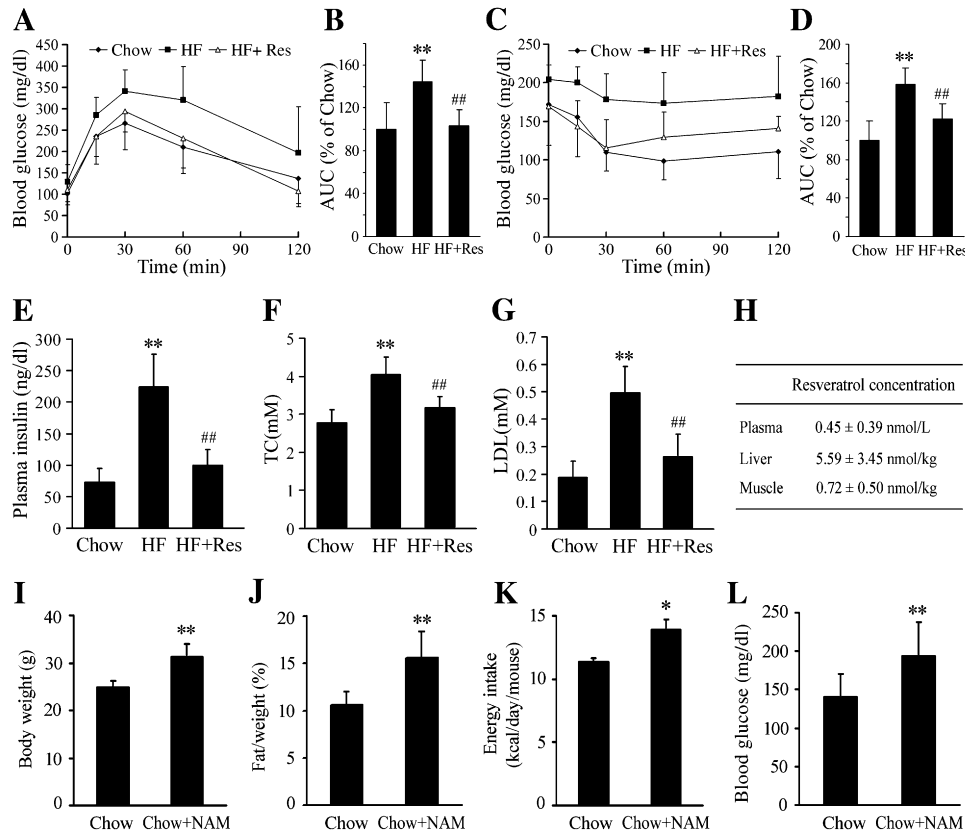 A
Chow HF HF+ Res
Blood glucose (mg/dl)
450
400
350
300
250
200
150
100
50
0
0 30 60 90 120
Time (min)
B
AUC (% of Chow)
160
120
80
40
0
**
##
Chow HF HF+Res
C
Chow HF HF+Res
Blood glucose (mg/dl)
250
200
150
100
50
0
0 30 60 90 120
Time (min)
D
AUC (% of Chow)
200
160
120
80
40
0
**
##
Chow HF HF+Res
E
Plasma insulin (ng/dl)
300
250
200
150
100
50
0
**
##
Chow HF HF+Res
F
TC(mM)
5
4
3
2
1
0
**
##
Chow HF HF+Res
G
LDL(mM)
0.7
0.6
0.5
0.4
0.3
0.2
0.1
0
**
##
Chow HF HF+Res
H
Resveratrol concentration
Plasma 0.45 ± 0.39 nmol/L
Liver 5.59 ± 3.45 nmol/kg
Muscle 0.72 ± 0.50 nmol/kg
I
Body weight (g)
40
30
20
10
0
**
Chow Chow+NAM
J
Fat/weight (%)
20
15
10
5
0
**
Chow Chow+NAM
K
Energy intake
(kcal/day/mouse)
15
10
5
0
*
Chow Chow+NAM
L
Blood glucose (mg/dl)
250
200
150
100
50
0
**
Chow Chow+NAM